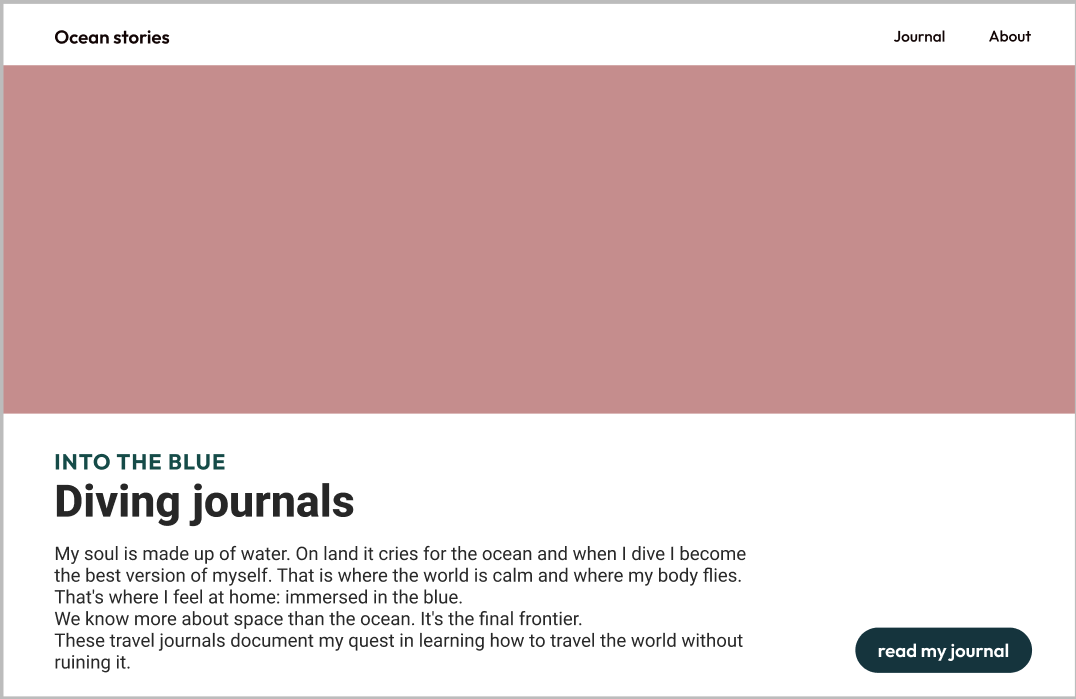 Ocean stories
Journal
About
INTO THE BLUE
Diving journals
My soul is made up of water. On land it cries for the ocean and when I dive I become
the best version of myself. That is where the world is calm and where my body flies.
That's where I feel at home: immersed in the blue.
We know more about space than the ocean. It's the final frontier.
These travel journals document my quest in learning how to travel the world without
ruining it.
read my journal